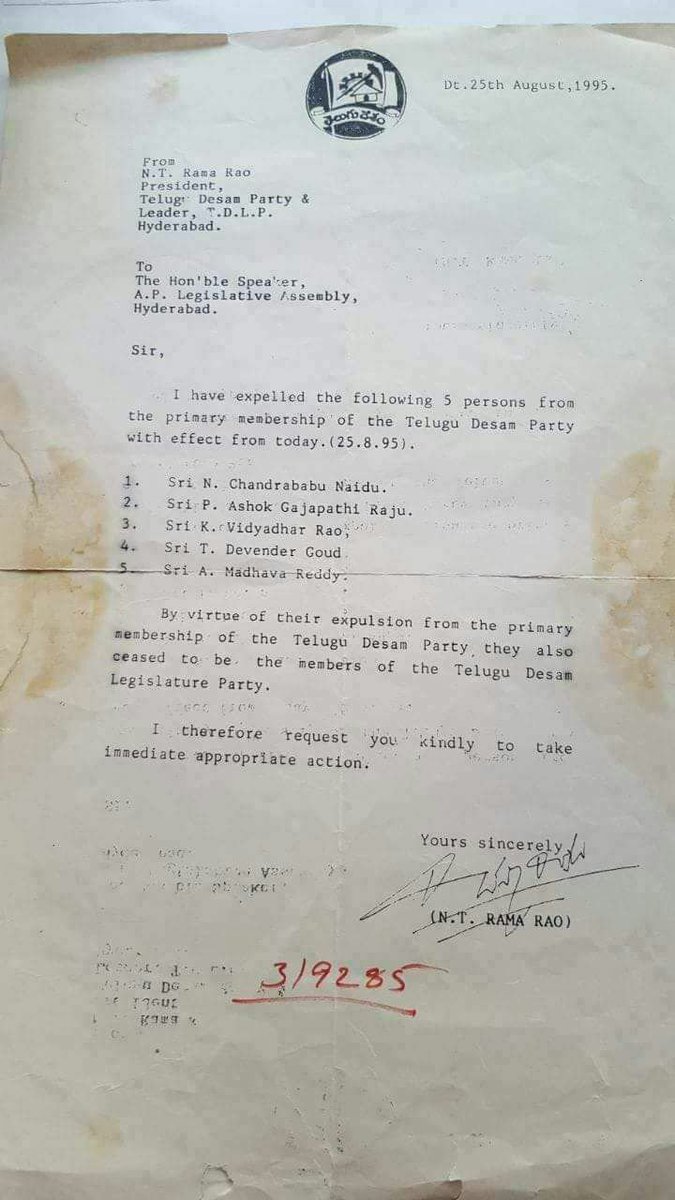 తెలుగుదేశం
Dt.25th August,1995.
From
N.T. Rama Rao
President,
Telugu Desam Party &
Leader, T.D.L.P.
Hyderabad.
To
The Hon'ble Speaker,
A.P. Legislative Assembly,
Hyderabad.
Sir,
I have expelled the following 5 persons from
the primary membership of the Telugu Desam Party
with effect from today.(25.8.95).
1. Sri N. Chandrababu Naidu.
2. Sri P. Ashok Gajapathi Raju.
3. Sri K. Vidyadhar Rao,
4. Sri T. Devender Goud
5. Sri A. Madhava Reddy.
By virtue of their expulsion from the primary
membership of the Telugu Desam Party, they also
ceased to be the members of the Telugu Desam
Legislature Party.
I therefore request you kindly to take
immediate appropriate action.
Yours sincerely,
(N.T. RAMA RAO)
319285